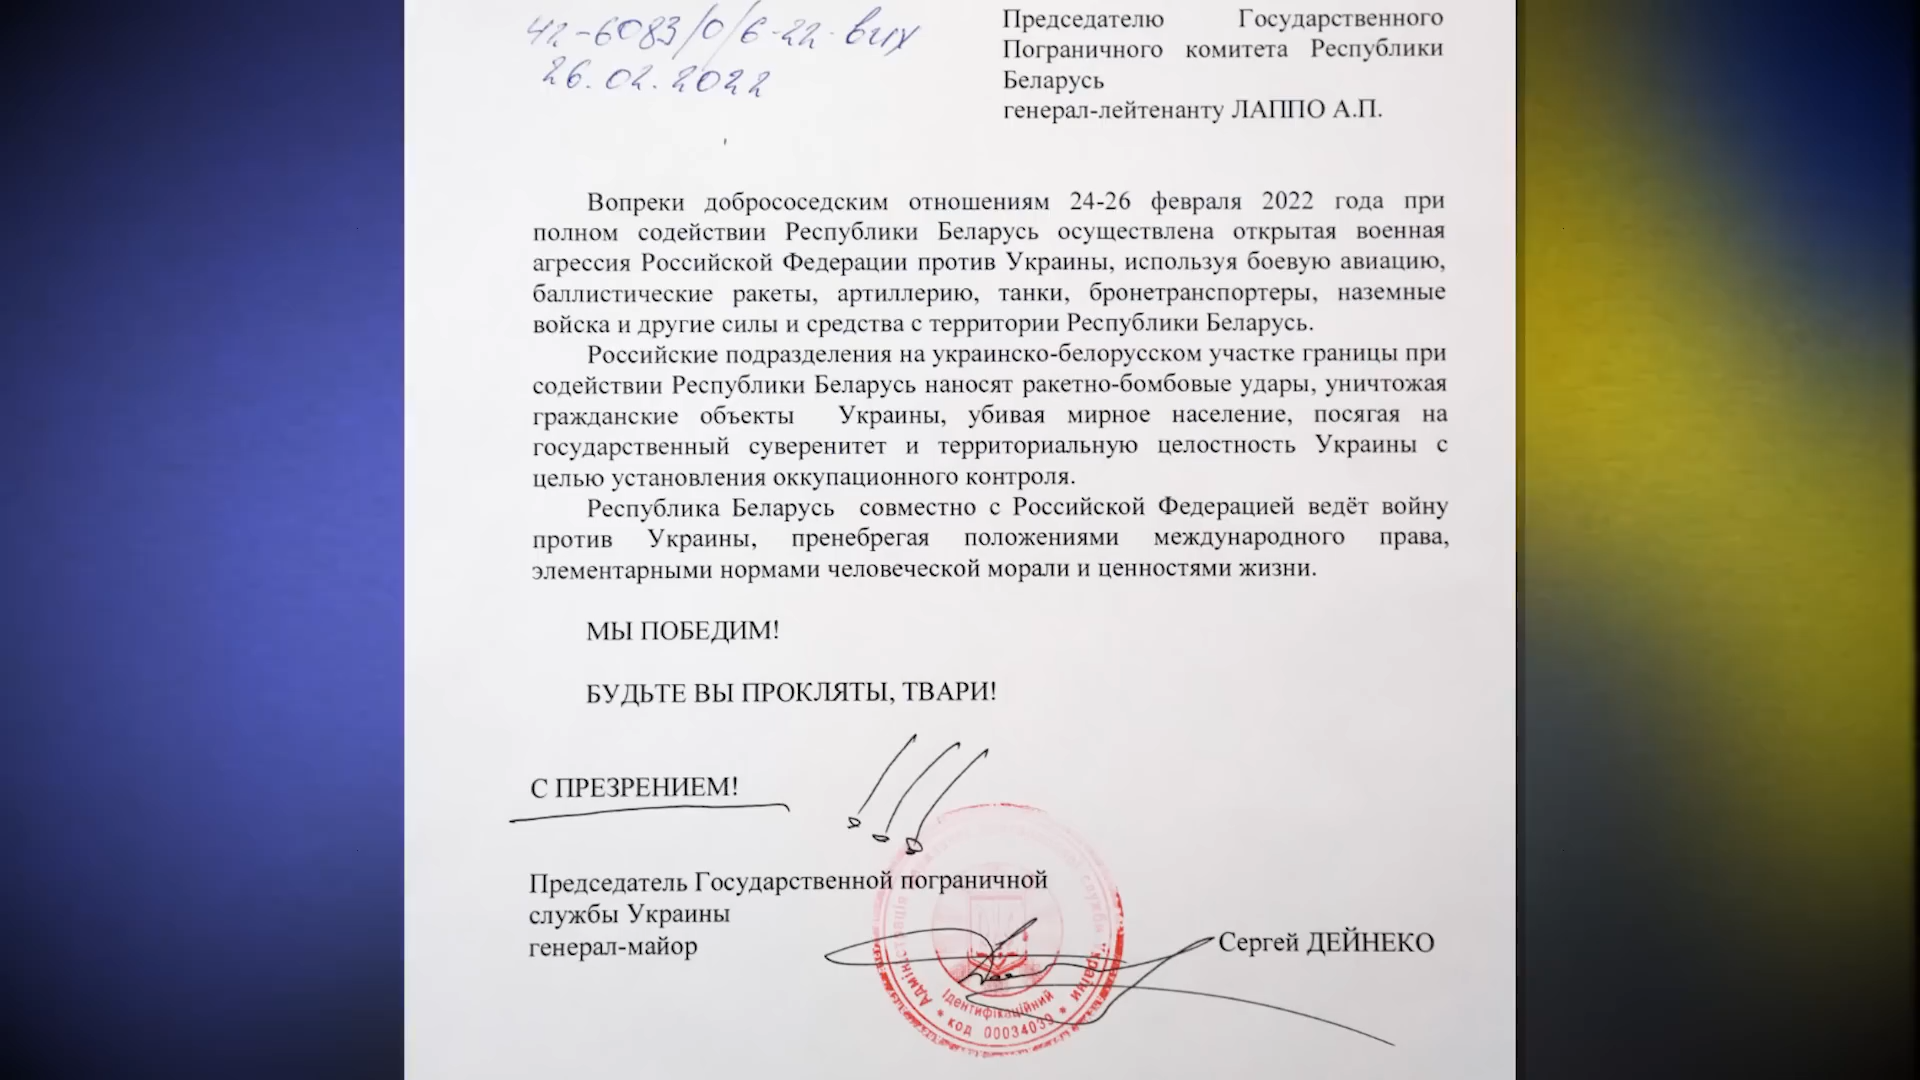 42-6083/0/6-22-вих
26.02.2022
Председателю Государственного
Пограничного комитета Республики
Беларусь
генерал-лейтенанту ЛАППО А.П.
Вопреки добрососедским отношениям 24-26 февраля 2022 года при
полном содействии Республики Беларусь осуществлена открытая военная
агрессия Российской Федерации против Украины, используя боевую авиацию,
баллистические ракеты, артиллерию, танки, бронетранспортеры, наземные
войска и другие силы и средства с территории Республики Беларусь.
Российские подразделения на украинско-белорусском участке границы при
содействии Республики Беларусь наносят ракетно-бомбовые удары, уничтожая
гражданские объекты Украины, убивая мирное население, посягая на
государственный суверенитет и территориальную целостность Украины с
целью установления оккупационного контроля.
Республика Беларусь совместно с Российской Федерацией ведёт войну
против Украины, пренебрегая положениями международного права,
элементарными нормами человеческой морали и ценностями жизни.
МЫ ПОБЕДИМ!
БУДЬТЕ ВЫ ПРОКЛЯТЫ, ТВАРИ!
С ПРЕЗРЕНИЕМ!
!!!
Председатель Государственной пограничной
службы Украины
генерал-майор
Сергей ДЕЙНЕКО
Адміністрація служби України
Ідентифікаційний
* код 00034039 *